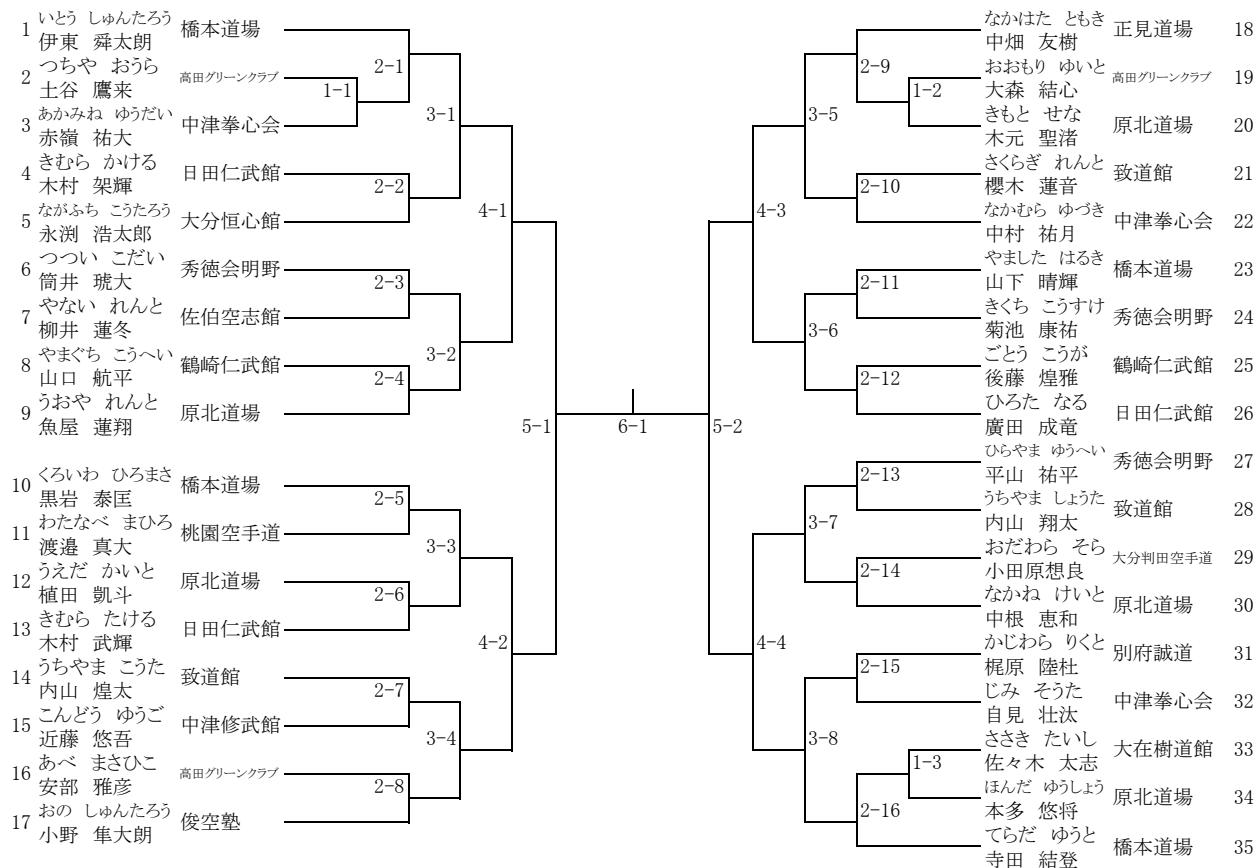 いとう しゅんたろう
1 伊東 舜太朗 橋本道場
つちや おうら
2 土谷 鷹来 高田グリーンクラブ
あかみね ゆうだい
3 赤嶺 祐大 中津拳心会
きむら かける
4 木村 架輝 日田仁武館
ながふち こうたろう
5 永渕 浩太郎 大分恒心館
つつい こだい
6 筒井 琥大 秀徳会明野
やない れんと
7 柳井 蓮冬 佐伯空志館
やまぐち こうへい
8 山口 航平 鶴崎仁武館
うおや れんと
9 魚屋 蓮翔 原北道場
くろいわ ひろまさ
10 黒岩 泰匡 橋本道場
わたなべ まひろ
11 渡邉 真大 桃園空手道
うえだ かいと
12 植田 凱斗 原北道場
きむら たける
13 木村 武輝 日田仁武館
うちやま こうた
14 内山 煌太 致道館
こんどう ゆうご
15 近藤 悠吾 中津修武館
あべ まさひこ
16 安部 雅彦 高田グリーンクラブ
おの しゅんたろう
17 小野 隼大朗 俊空塾
1-1
2-1
2-2
2-3
2-4
2-5
2-6
2-7
2-8
3-1
3-2
3-3
3-4
4-1
4-2
5-1
6-1
5-2
4-3
4-4
3-5
3-6
3-7
3-8
2-9
2-10
2-11
2-12
2-13
2-14
2-15
2-16
1-2
1-3
なかはた ともき
中畑 友樹 正見道場 18
おおもり ゆいと
大森 結心 高田グリーンクラブ 19
きもと せな
木元 聖渚 原北道場 20
さくらぎ れんと
櫻木 蓮音 致道館 21
なかむら ゆづき
中村 祐月 中津拳心会 22
やました はるき
山下 晴輝 橋本道場 23
きくち こうすけ
菊池 康祐 秀徳会明野 24
ごとう こうが
後藤 煌雅 鶴崎仁武館 25
ひろた なる
廣田 成竜 日田仁武館 26
ひらやま ゆうへい
平山 祐平 秀徳会明野 27
うちやま しょうた
内山 翔太 致道館 28
おだわら そら
小田原想良 大分判田空手道 29
なかね けいと
中根 恵和 原北道場 30
かじわら りくと
梶原 陸杜 別府誠道 31
じみ そうた
自見 壮汰 中津拳心会 32
ささき たいし
佐々木 太志 大在樹道館 33
ほんだ ゆうしょう
本多 悠将 原北道場 34
てらだ ゆうと
寺田 結登 橋本道場 35